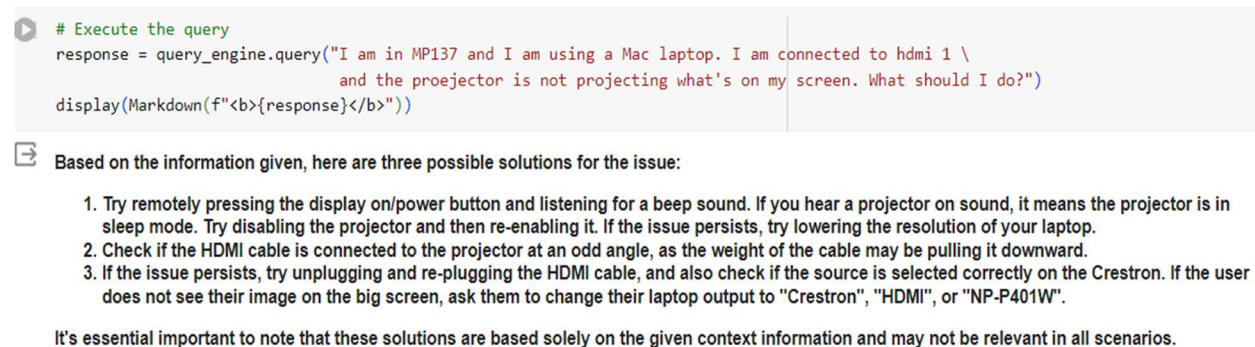 # Execute the query
response = query_engine.query("I am in MP137 and I am using a Mac laptop. I am connected to hdmi 1 \
and the proejector is not projecting what's on my screen. What should I do?")
display(Markdown(f"<b>{response}</b>"))
Based on the information given, here are three possible solutions for the issue:
1. Try remotely pressing the display on/power button and listening for a beep sound. If you hear a projector on sound, it means the projector is in
sleep mode. Try disabling the projector and then re-enabling it. If the issue persists, try lowering the resolution of your laptop.
2. Check if the HDMI cable is connected to the projector at an odd angle, as the weight of the cable may be pulling it downward.
3. If the issue persists, try unplugging and re-plugging the HDMI cable, and also check if the source is selected correctly on the Crestron. If the user
does not see their image on the big screen, ask them to change their laptop output to "Crestron", "HDMI", or "NP-P401W".
It's essential important to note that these solutions are based solely on the given context information and may not be relevant in all scenarios.